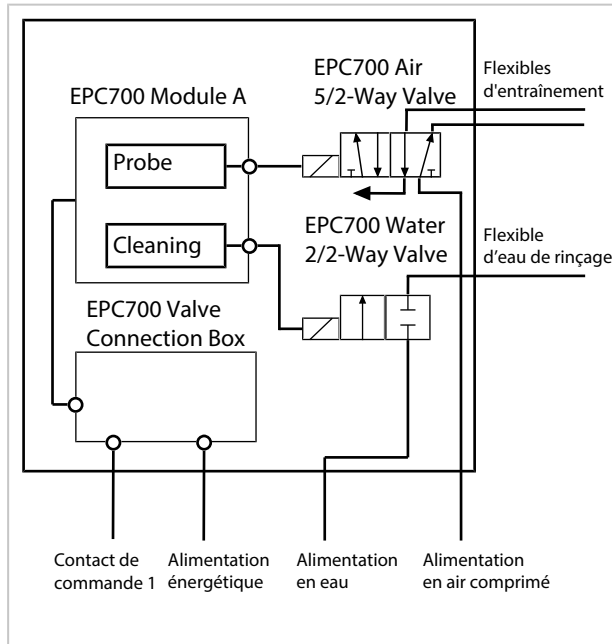 EPC700 Air
5/2-Way Valve
Flexibles
d'entraînement
EPC700 Module A
Probe
Cleaning
EPC700 Water
2/2-Way Valve
Flexible
d’eau de rinçage
EPC700 Valve
Connection Box
Contact de
commande 1
Alimentation
énergétique
Alimentation
en eau
Alimentation
en air comprimé